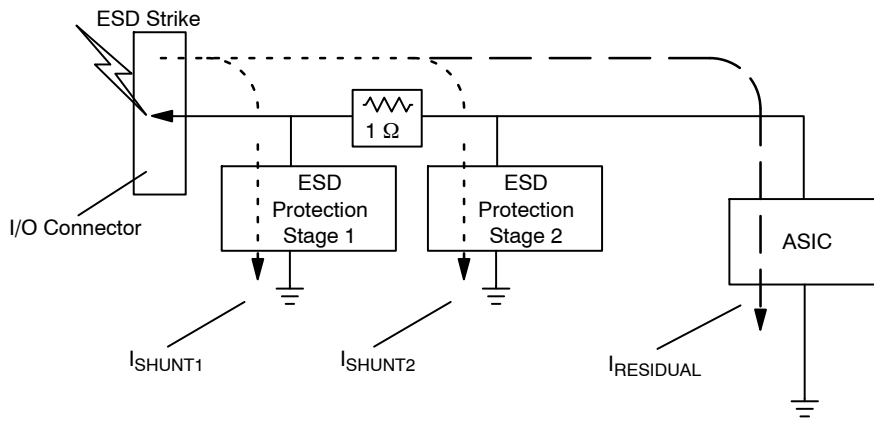 ESD Strike
1 Ω
ESD
Protection
Stage 1
ESD
Protection
Stage 2
I/O Connector
ASIC
ISHUNT1
ISHUNT2
IRESIDUAL